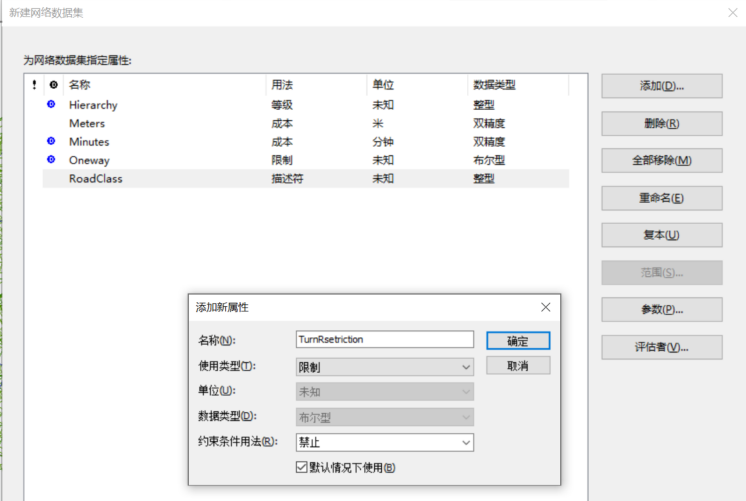 新建网络数据集
为网络数据集指定属性:
! 名称 用法 单位 数据类型
Hierarchy 等级 未知 整型
Meters 成本 米 双精度
Minutes 成本 分钟 双精度
Oneway 限制 未知 布尔型
RoadClass 描述符 未知 整型
添加(D)...
删除(R)
全部移除(M)
重命名(E)
复本(U)
范围(S)...
参数(P)...
评估者(V)...
添加新属性
名称(N): TurnRsetriction 确定
使用类型(T): 限制 取消
单位(U): 未知
数据类型(D): 布尔型
约束条件用法(R): 禁止
默认情况下使用(B)